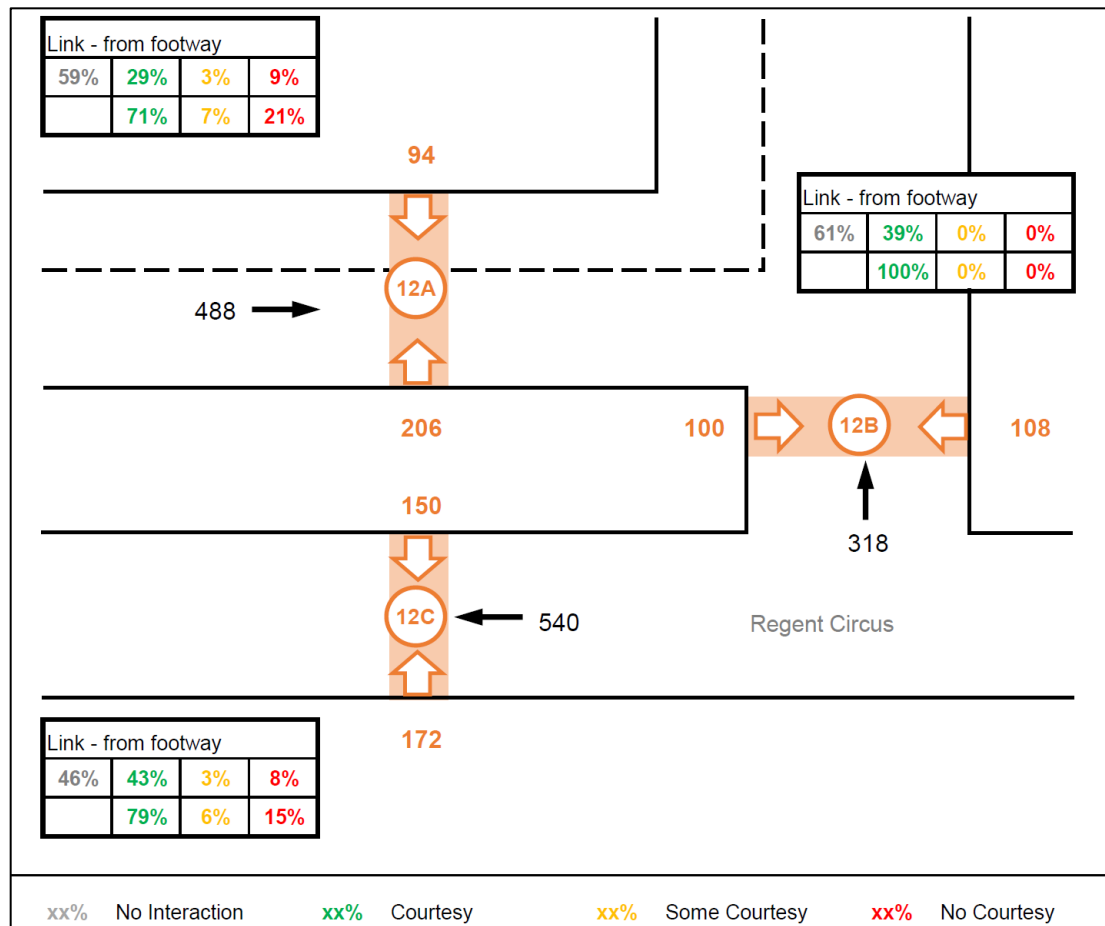 Link - from footway
59% 29% 3% 9%
71% 7% 21%
94
Link - from footway
61% 39% 0% 0%
100% 0% 0%
12A
488
206
100
12B
108
150
318
12C
540
Regent Circus
172
Link - from footway
46% 43% 3% 8%
79% 6% 15%
xx% No Interaction xx% Courtesy xx% Some Courtesy xx% No Courtesy